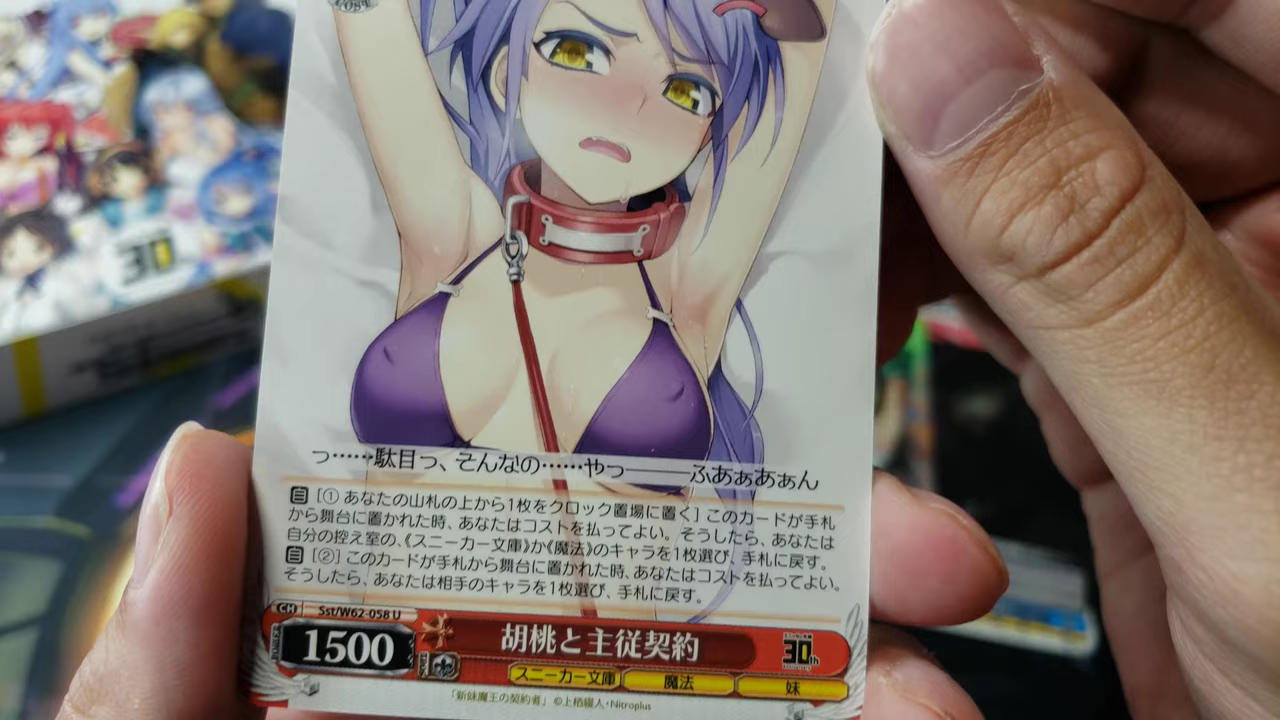 っ……駄目っ、そんなの……やっ――――ふあぁあぁん
自 [① あなたの山札の上から1枚をクロック置場に置く] このカードが手札
から舞台に置かれた時、あなたはコストを払ってよい。そうしたら、あなたは
自分の控え室の、《スニーカー文庫》か《魔法》のキャラを1枚選び、手札に戻す。
自 [②] このカードが手札から舞台に置かれた時、あなたはコストを払ってよい。
そうしたら、あなたは相手のキャラを1枚選び、手札に戻す。
CH Sst/W62-058 U
1500
胡桃と主従契約
30th
スニーカー文庫 魔法 妹
「新妹魔王の契約者」 ©上栖綴人・Nitroplus
30